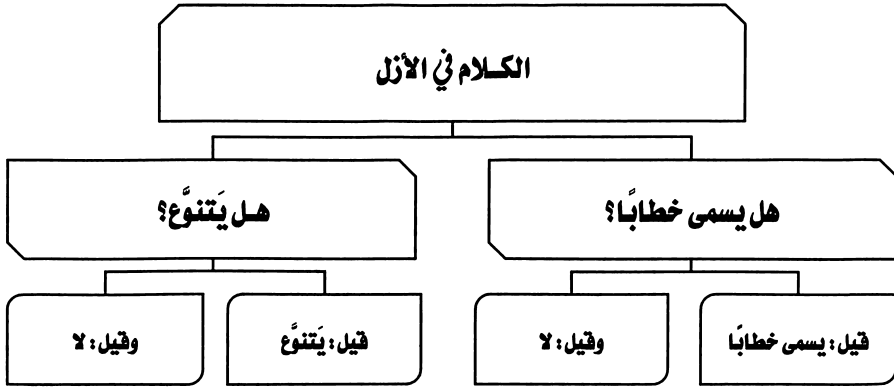 الكلام في الأزل
هل يسمى خطابًا؟
هل يَتنوَّع؟
قيل: يسمى خطابًا
وقيل: لا
قيل: يَتنوَّع
وقيل: لا